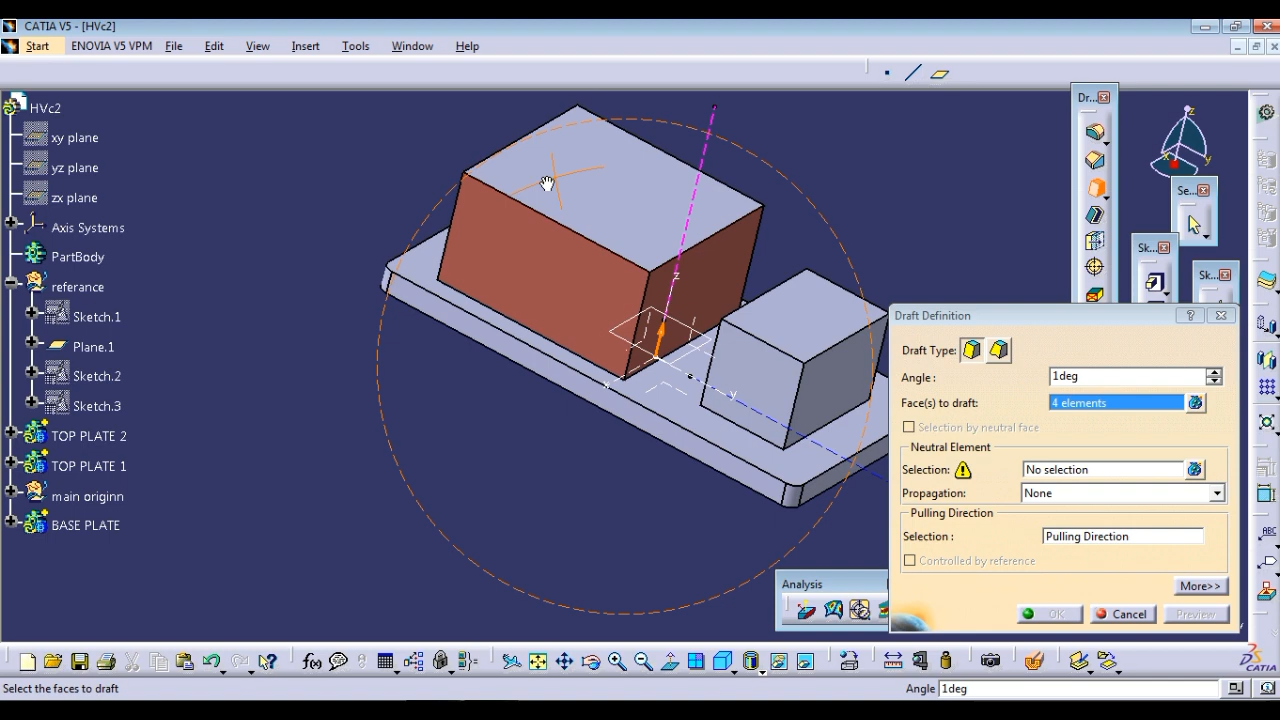 CATIA V5 - [HVc2]
Start ENOVIA V5 VPM File Edit View Insert Tools Window Help
Dr...
HVc2
xy plane
yz plane
zx plane
Axis Systems
PartBody
referance
Sketch.1
Plane.1
Sketch.2
Sketch.3
TOP PLATE 2
TOP PLATE 1
main originn
BASE PLATE
z
x
y
z
x
y
Se...
Sk...
Sk...
Draft Definition
Draft Type:
Angle : 1deg
Face(s) to draft: 4 elements
Selection by neutral face
Neutral Element
Selection: No selection
Propagation: None
Pulling Direction
Selection : Pulling Direction
Controlled by reference
More>>
OK Cancel Preview
Analysis
ABC
f(x)
CATIA
Select the faces to draft
Angle 1deg